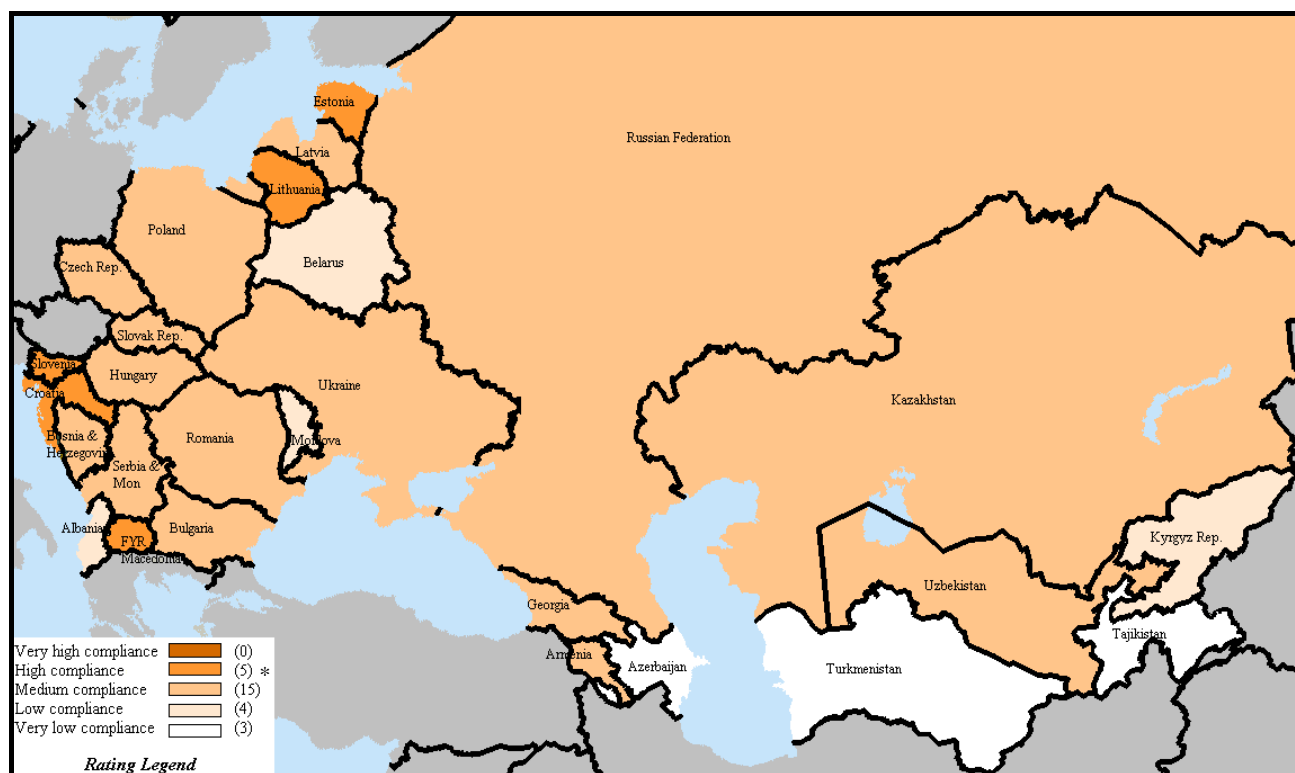 Estonia
Russian Federation
Latvia
Lithuania
Poland
Belarus
Czech Rep.
Slovak Rep.
Slovenia
Hungary
Ukraine
Croatia
Kazakhstan
Bosnia &
Herzegovin
Romania
Moldova
Serbia &
Mon
Albania
FYR
Macedonia
Bulgaria
Kyrgyz Rep.
Uzbekistan
Georgia
Tajikistan
Armenia
Azerbaijan
Turkmenistan
Very high compliance (0)
High compliance (5) *
Medium compliance (15)
Low compliance (4)
Very low compliance (3)
Rating Legend